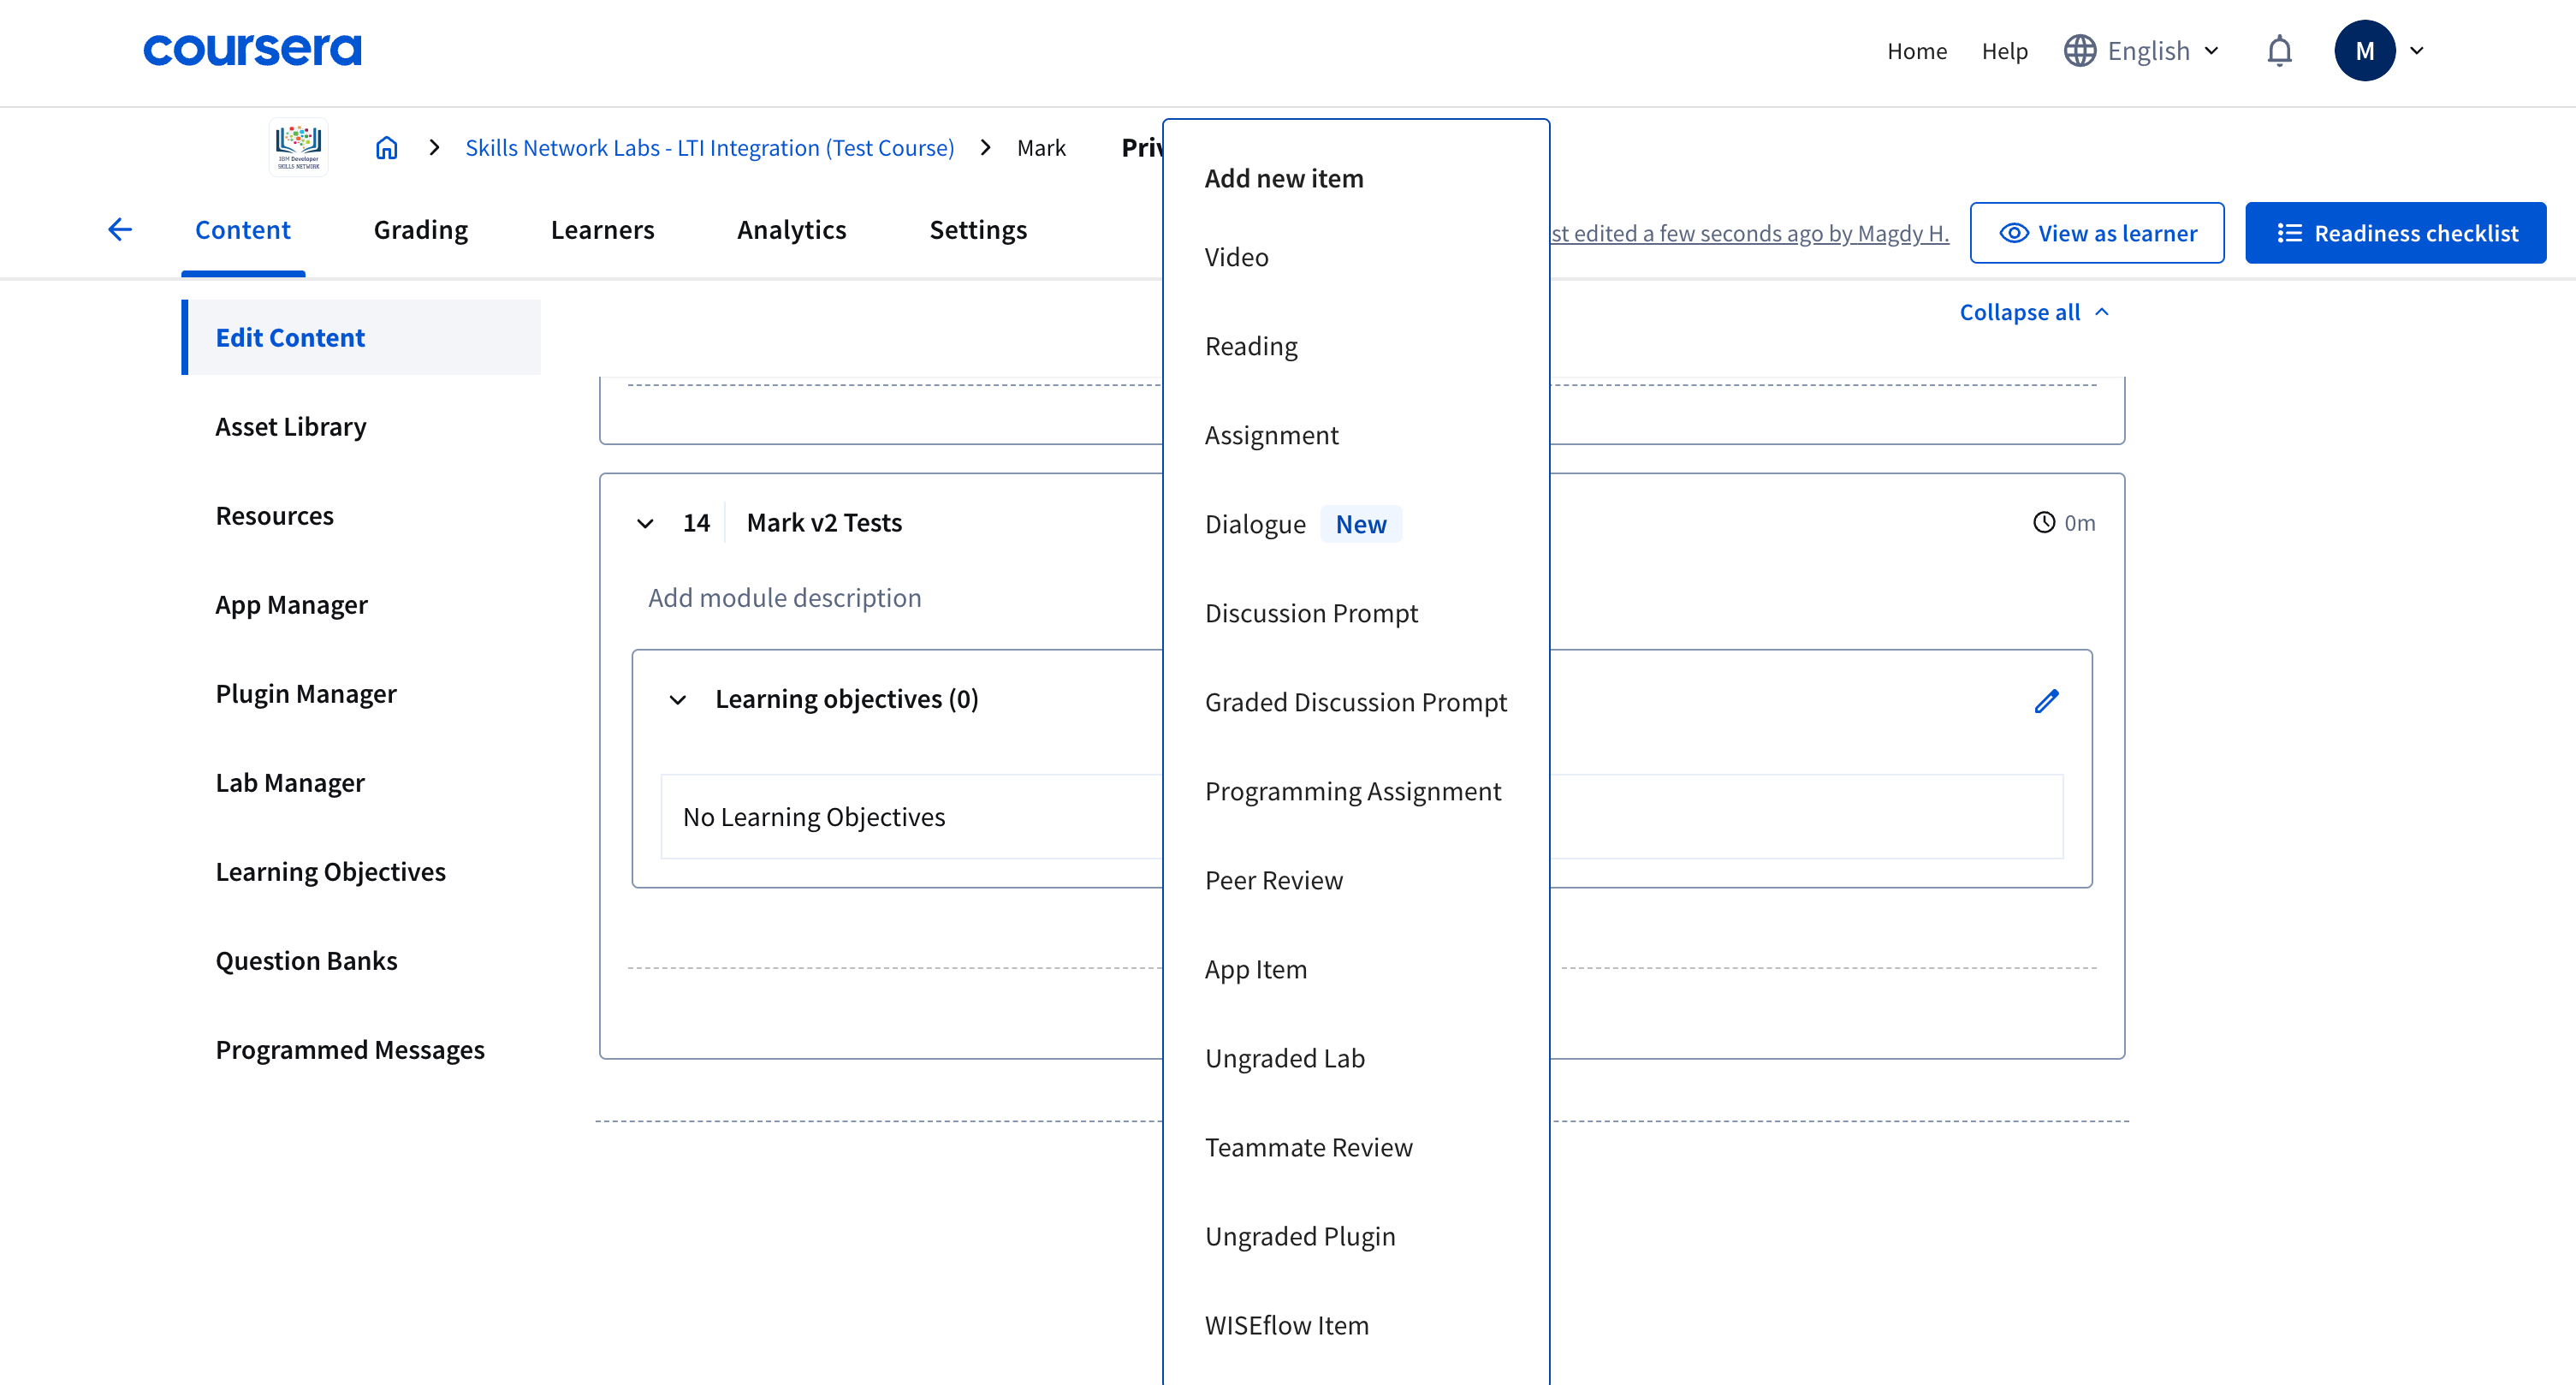 coursera
Home
Help
English
M
IBM Developer
SKILLS NETWORK
Skills Network Labs - LTI Integration (Test Course)
Mark
Content
Grading
Learners
Analytics
Settings
edited a few seconds ago by Magdy H.
View as learner
Readiness checklist
Collapse all
Edit Content
Asset Library
Resources
App Manager
Plugin Manager
Lab Manager
Learning Objectives
Question Banks
Programmed Messages
14
Mark v2 Tests
0m
Add module description
Learning objectives (0)
No Learning Objectives
Add new item
Video
Reading
Assignment
Dialogue New
Discussion Prompt
Graded Discussion Prompt
Programming Assignment
Peer Review
App Item
Ungraded Lab
Teammate Review
Ungraded Plugin
WISEflow Item